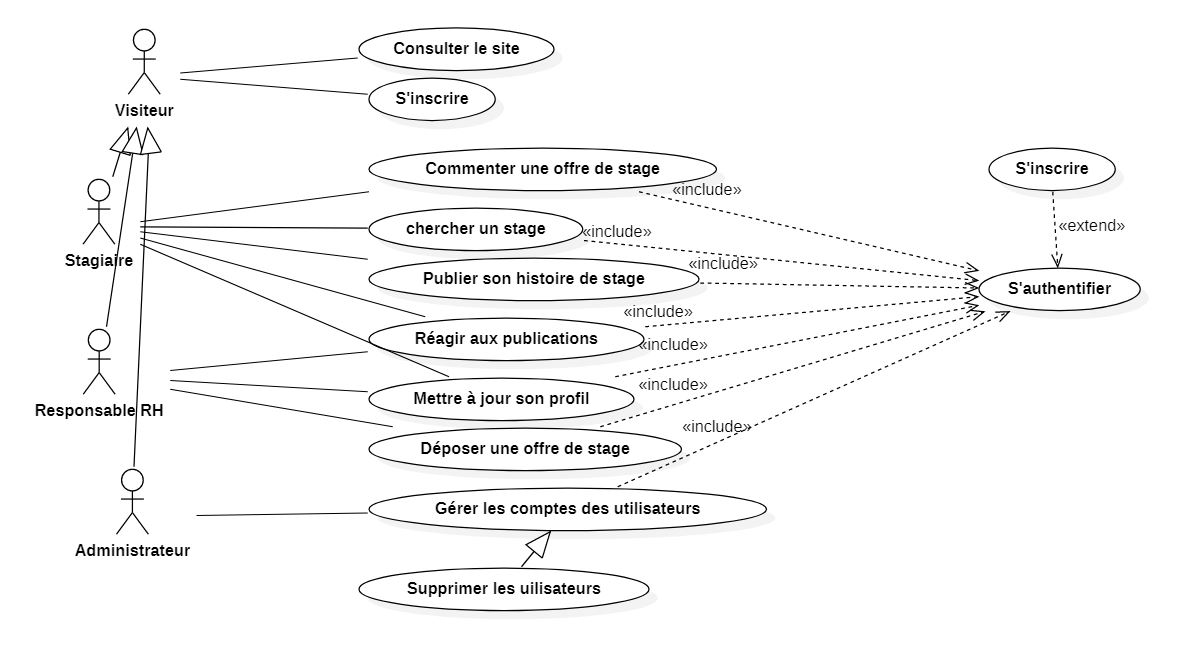 Consulter le site
S'inscrire
Visiteur
Commenter une offre de stage
«include»
S'inscrire
chercher un stage
«include»
«extend»
Stagiaire
Publier son histoire de stage
«include»
S'authentifier
Réagir aux publications
«include»
«include»
Responsable RH
Mettre à jour son profil
«include»
Déposer une offre de stage
«include»
Gérer les comptes des utilisateurs
Administrateur
Supprimer les uilisateurs